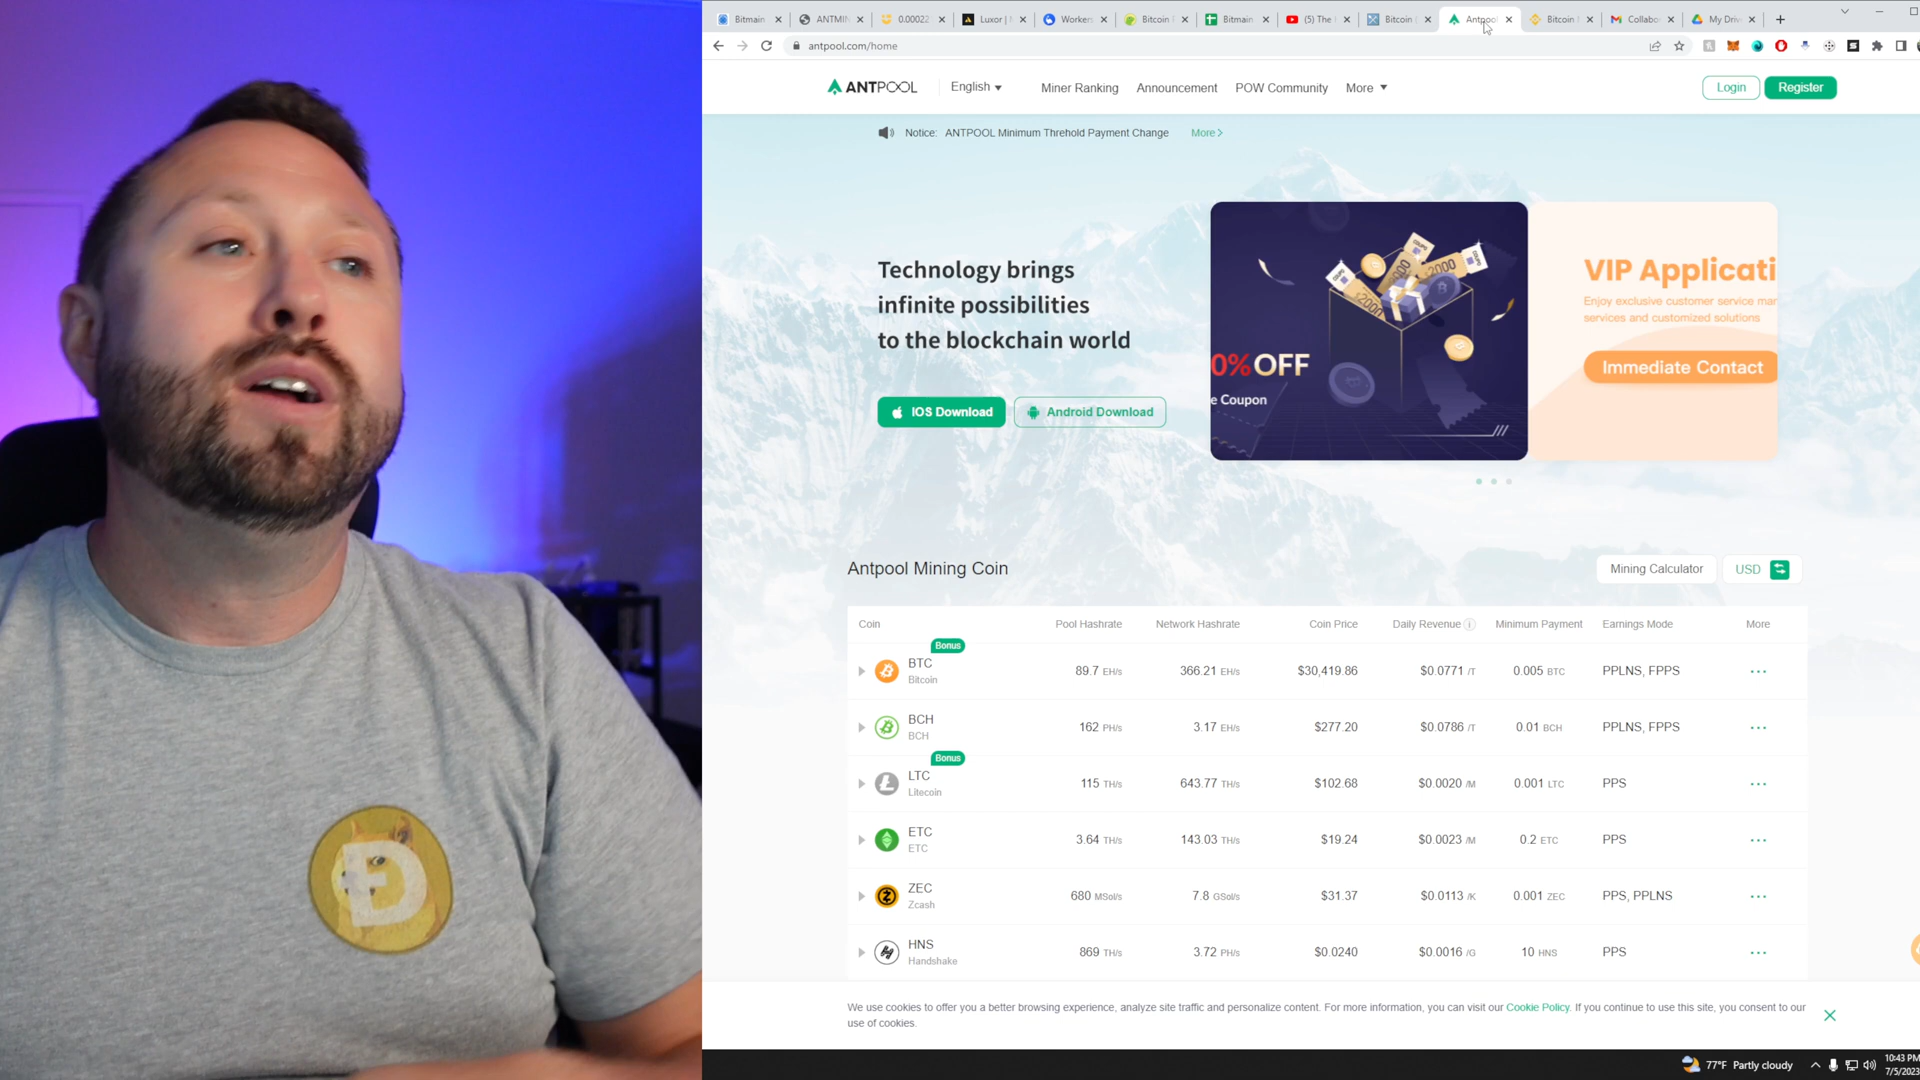 Bitmain
ANTMIN
0.00022
Luxor |
Worker
Bitcoin
Bitmain
(5) The
Bitcoin
Antpool
Bitcoin
Collabo
My Driv
antpool.com/home
ANTPOOL
English
Miner Ranking
Announcement
POW Community
More
Login
Register
Notice: ANTPOOL Minimum Threhold Payment Change More >
Technology brings
infinite possibilities
to the blockchain world
IOS Download
Android Download
0%OFF
e Coupon
VIP Applicati
Enjoy exclusive customer service mar
services and customized solutions
Immediate Contact
Antpool Mining Coin
Mining Calculator
USD
Coin Pool Hashrate Network Hashrate Coin Price Daily Revenue Minimum Payment Earnings Mode More
Bonus
BTC
Bitcoin
89.7 EH/s 366.21 EH/s $30,419.86 $0.0771 /T 0.005 BTC PPLNS, FPPS ...
BCH
BCH
162 PH/s 3.17 EH/s $277.20 $0.0786 /T 0.01 BCH PPLNS, FPPS ...
Bonus
LTC
Litecoin
115 TH/s 643.77 TH/s $102.68 $0.0020 /M 0.001 LTC PPS ...
ETC
ETC
3.64 TH/s 143.03 TH/s $19.24 $0.0023 /M 0.2 ETC PPS ...
ZEC
Zcash
680 MSol/s 7.8 GSol/s $31.37 $0.0113 /K 0.001 ZEC PPS, PPLNS ...
HNS
Handshake
869 TH/s 3.72 PH/s $0.0240 $0.0016 /G 10 HNS PPS ...
We use cookies to offer you a better browsing experience, analyze site traffic and personalize content. For more information, you can visit our Cookie Policy. If you continue to use this site, you consent to our
use of cookies.
77°F Partly cloudy
10:43 PM
7/5/2023